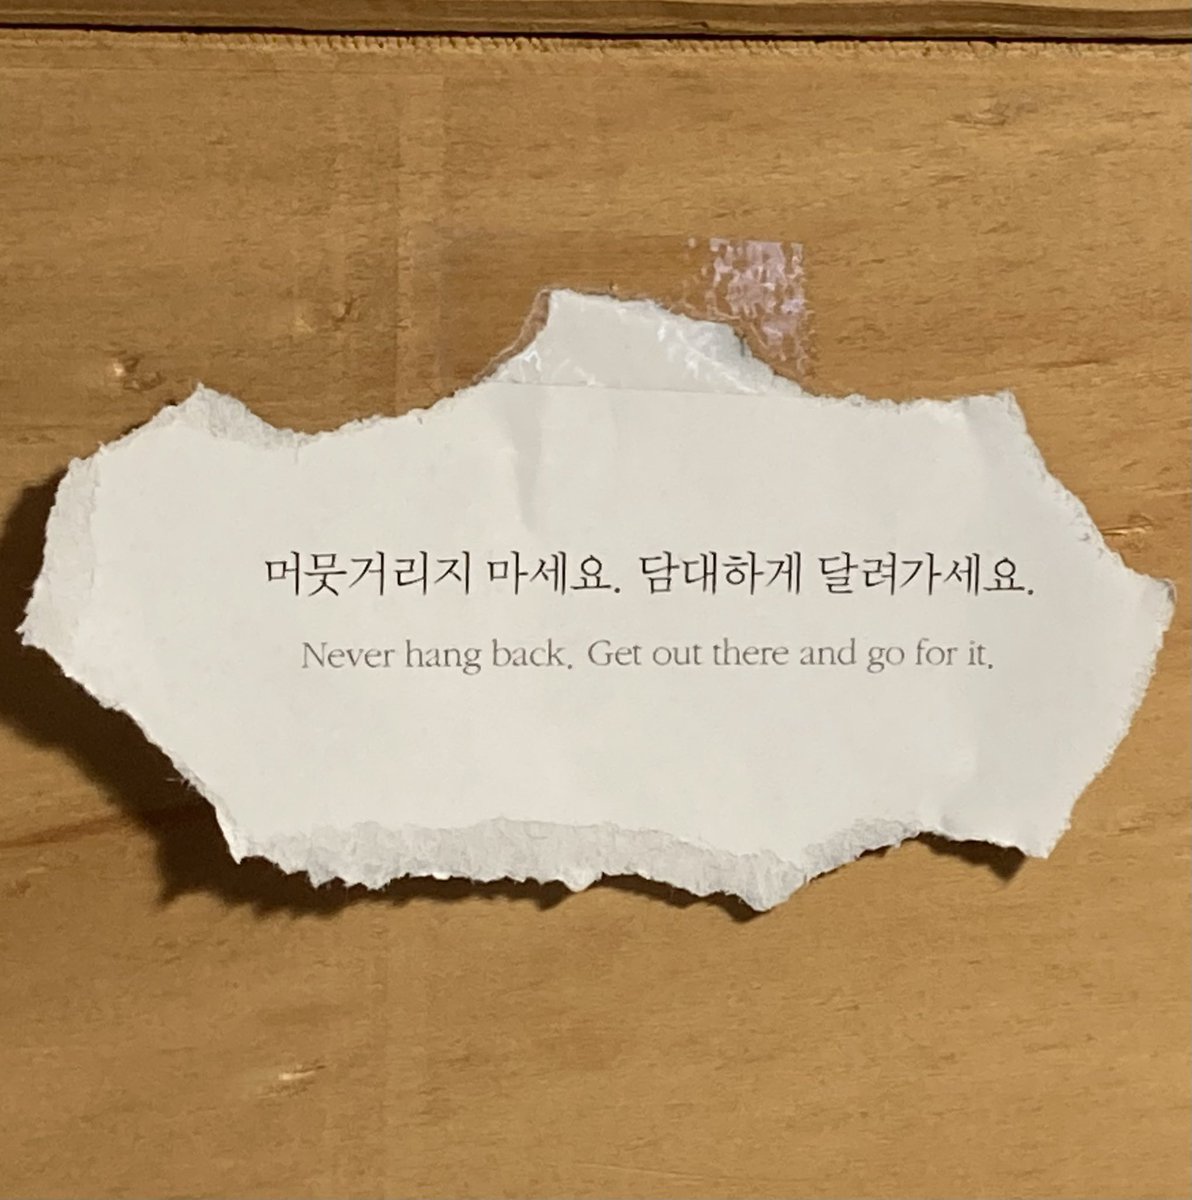 머뭇거리지 마세요. 담대하게 달려가세요.
Never hang back. Get out there and go for it.